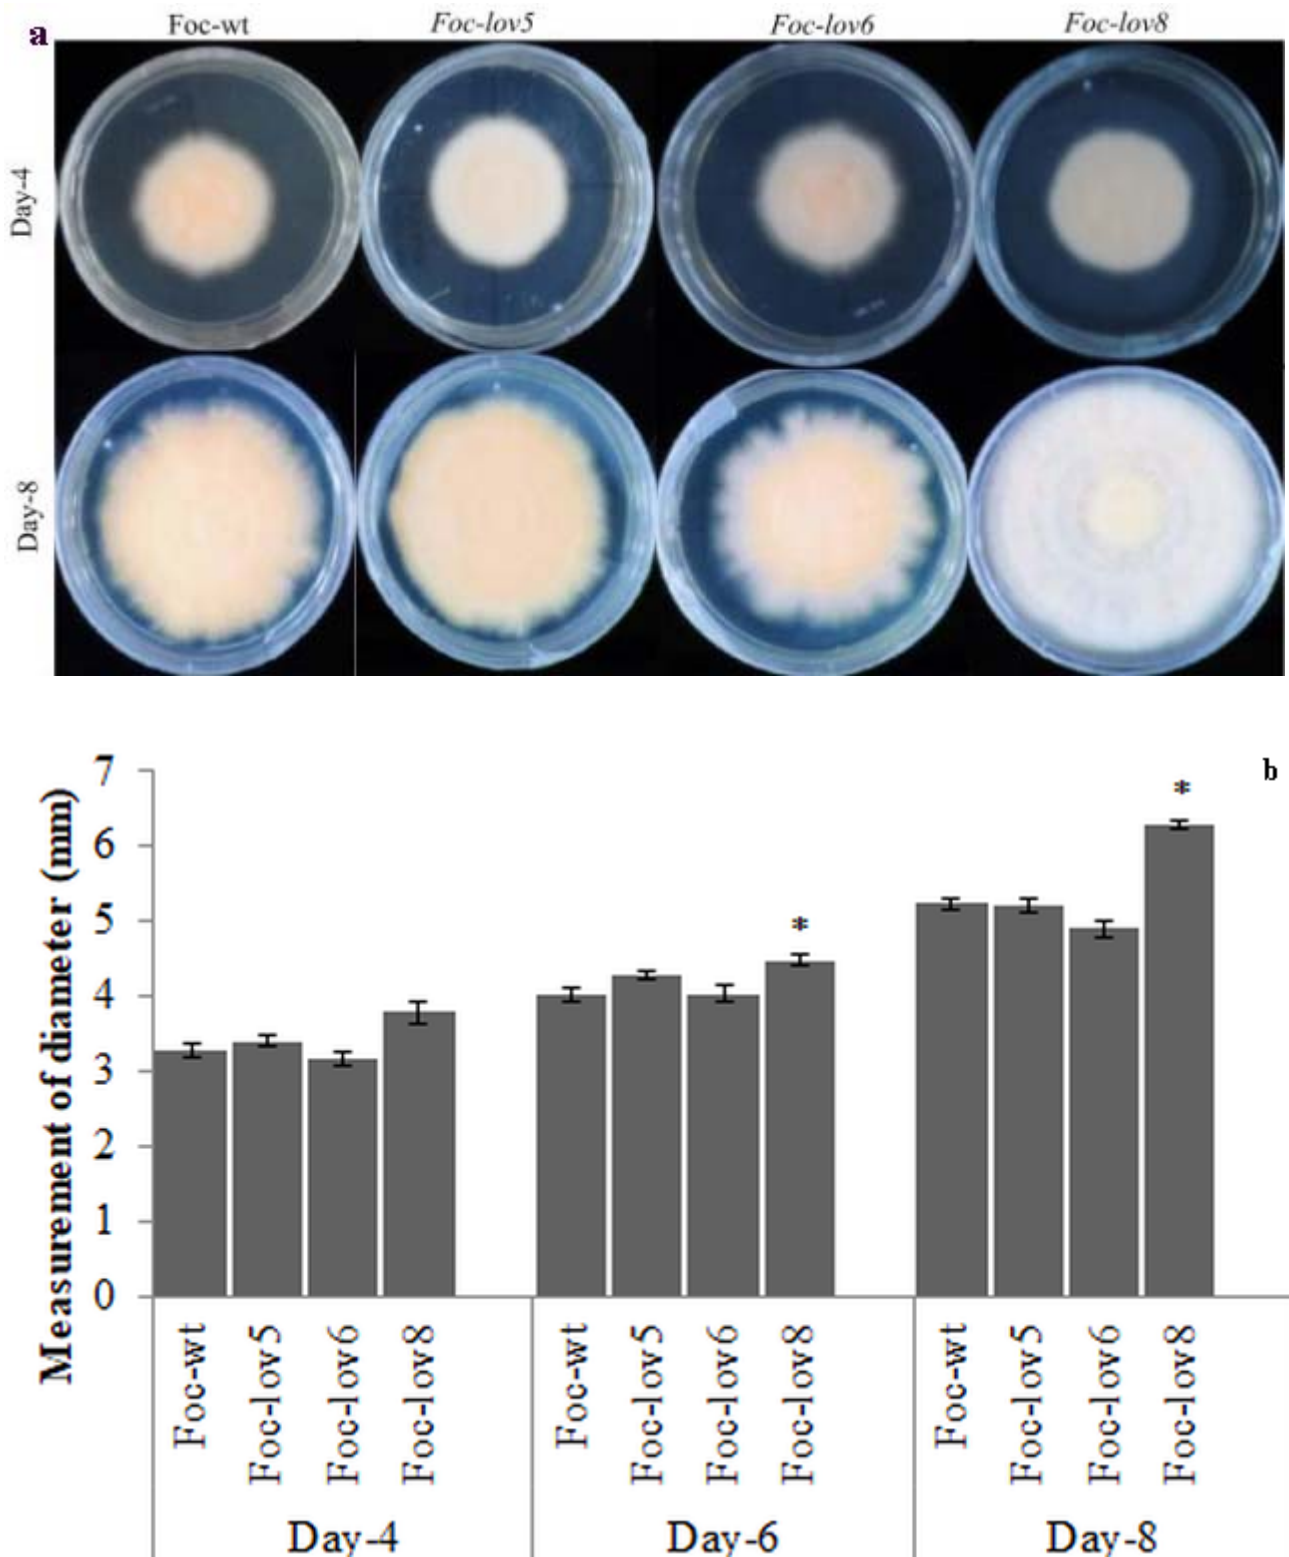 a
Foc-wt Foc-lov5 Foc-lov6 Foc-lov8
Day-4
Day-8
b
Measurement of diameter (mm)
7
6
5
4
3
2
1
0
* *
Foc-wt Foc-lov5 Foc-lov6 Foc-lov8 Foc-wt Foc-lov5 Foc-lov6 Foc-lov8 Foc-wt Foc-lov5 Foc-lov6 Foc-lov8
Day-4 Day-6 Day-8